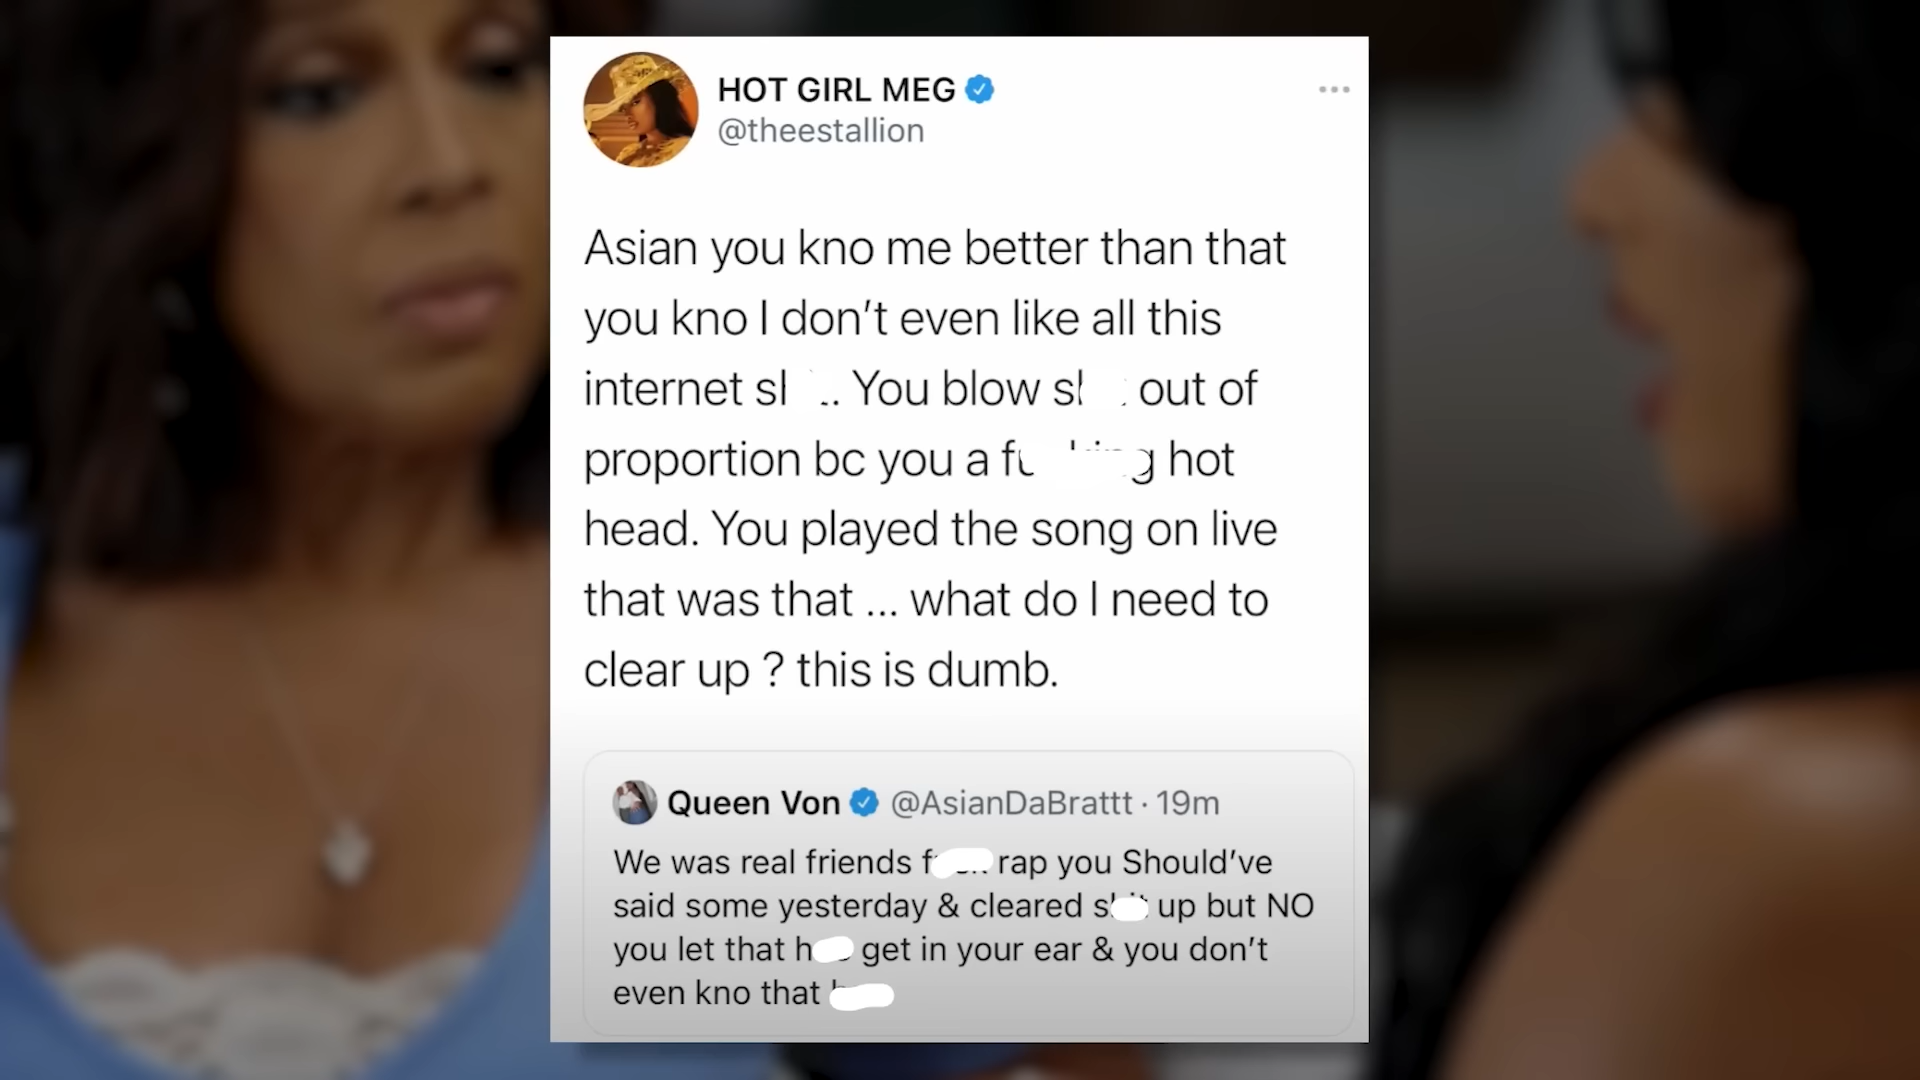 HOT GIRL MEG
@theestallion
Asian you kno me better than that
you kno I don't even like all this
internet sh.. You blow sh out of
proportion bc you a fu king hot
head. You played the song on live
that was that ... what do I need to
clear up ? this is dumb.
Queen Von @AsianDaBrattt · 19m
We was real friends f rap you Should've
said some yesterday & cleared s up but NO
you let that h get in your ear & you don't
even kno that